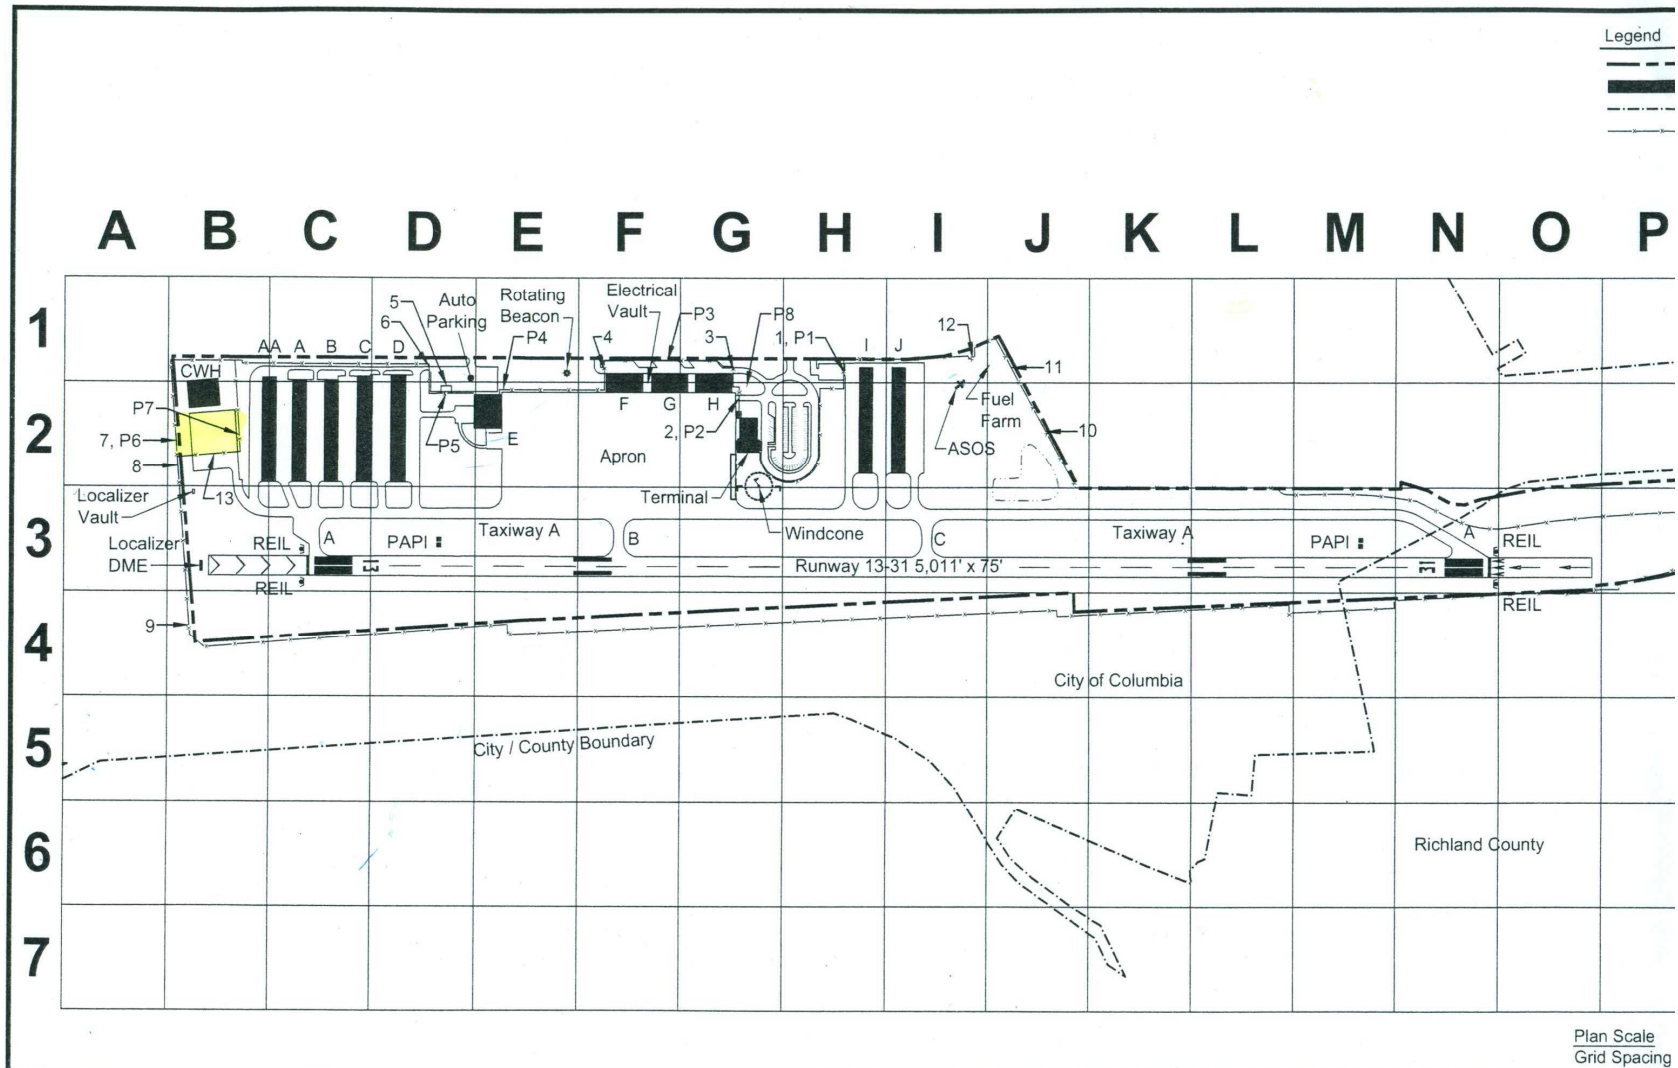 Legend
A B C D E F G H I J K L M N O P
1
5
6
Auto
Parking
Rotating
Beacon
P4
Electrical
Vault
4
P3
3
P8
1, P1
12
AA A B C D
I J
11
CWH
P7
7, P6
8
13
2
P5
E
F G H
2, P2
Apron
Fuel
Farm
ASOS
10
Localizer
Vault
Terminal
3
Localizer
DME
REIL
REIL
A
PAPI
Taxiway A
B
Windcone
C
Taxiway A
PAPI
A
REIL
13
Runway 13-31 5,011' x 75'
31
REIL
4
9
City of Columbia
5
City / County Boundary
6
Richland County
7
Plan Scale
Grid Spacing